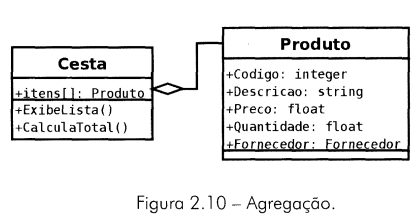 Cesta
+itens[]: Produto
+ExibeLista()
+CalculaTotal()
Produto
+Codigo: integer
+Descricao: string
+Preco: float
+Quantidade: float
+Fornecedor: Fornecedor
Figura 2.10 – Agregação.